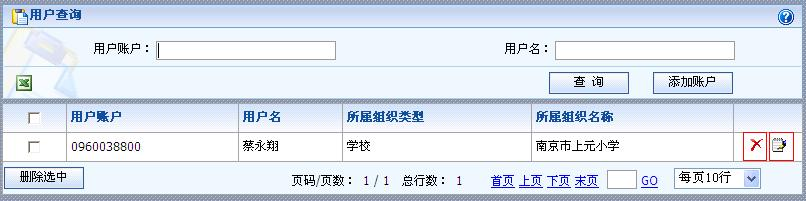 用户查询
用户账户： 用户名：
查 询 添加账户
用户账户 用户名 所属组织类型 所属组织名称
0960038800 蔡永翔 学校 南京市上元小学
删除选中 页码/页数： 1 / 1 总行数： 1 首页 上页 下页 末页 GO 每页10行